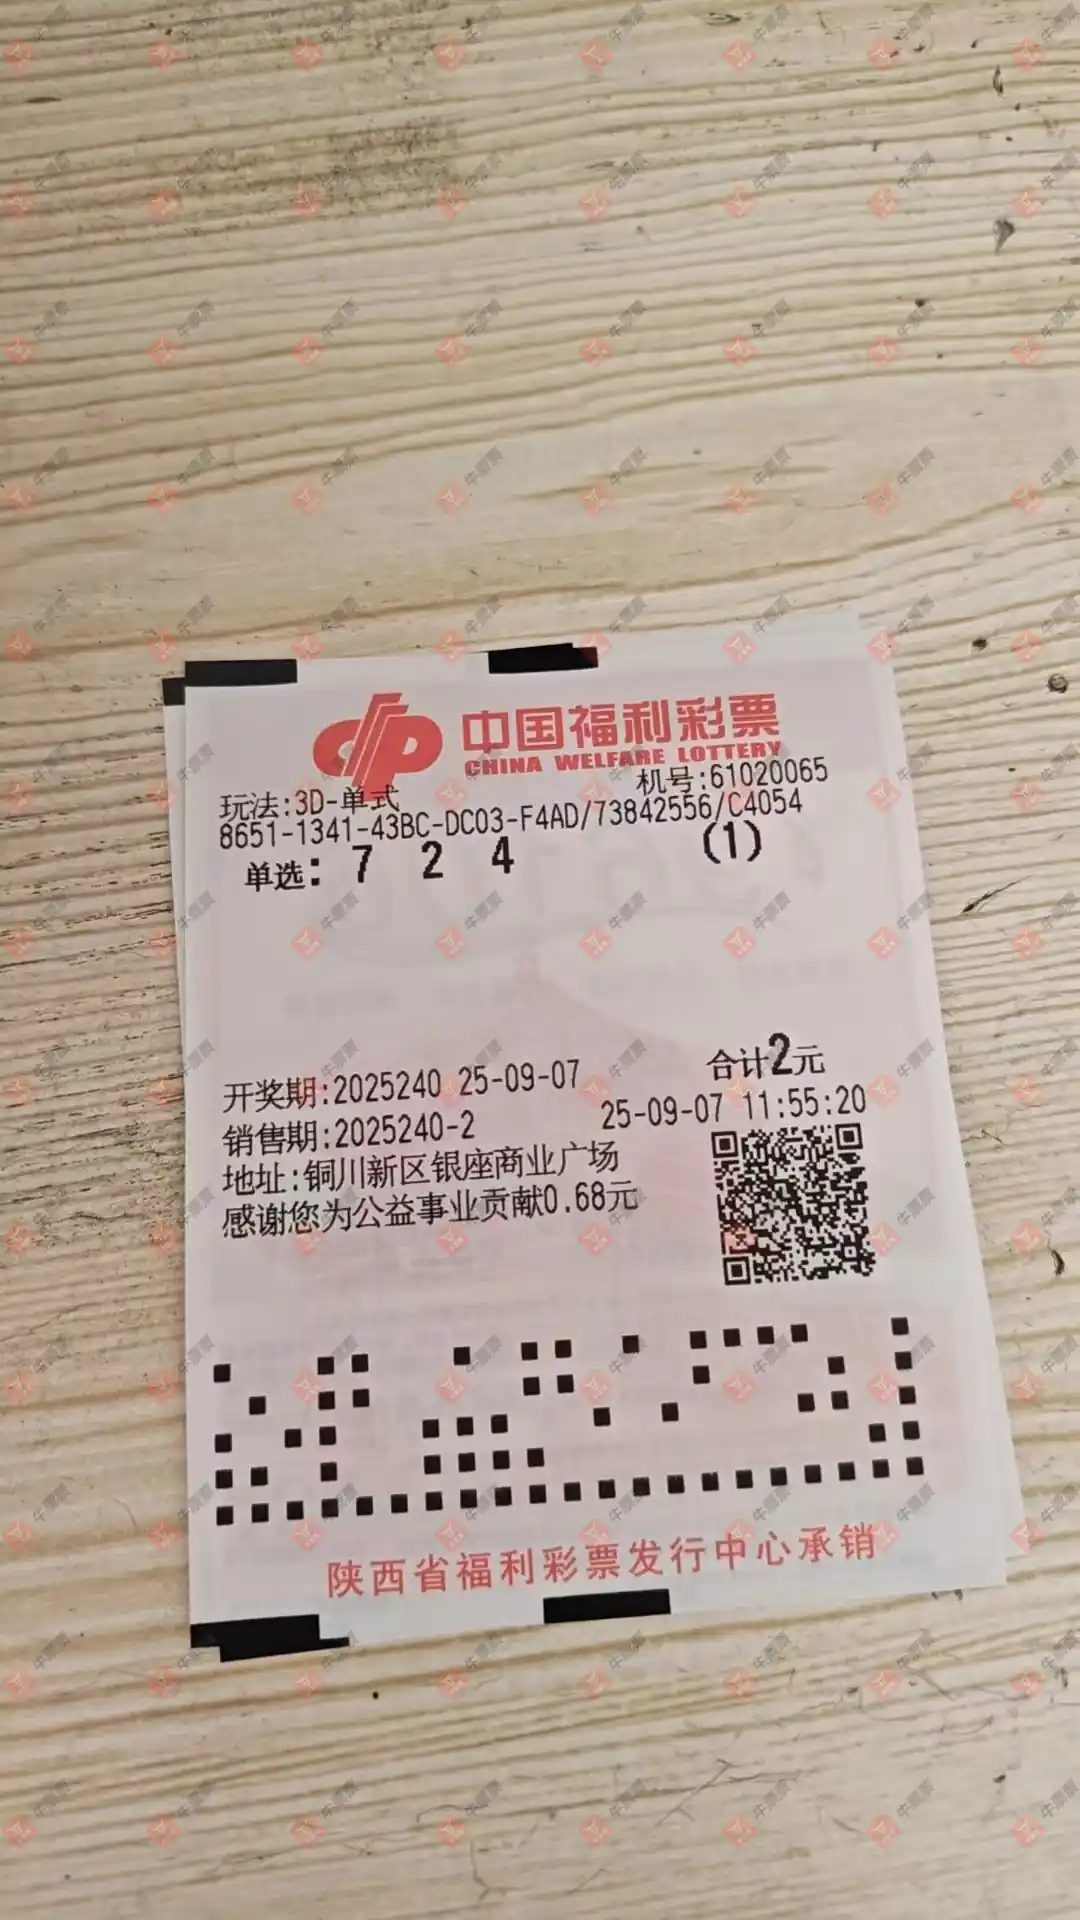 中国福利彩票
CHINA WELFARE LOTTERY
机号:61020065
玩法:3D-单式
8651-1341-43BC-DC03-F4AD/73842556/C4054
单选: 7 2 4 (1)
合计2元
开奖期:2025240 25-09-07
销售期:2025240-2 25-09-07 11:55:20
地址:铜川新区银座商业广场
感谢您为公益事业贡献0.68元
陕西省福利彩票发行中心承销